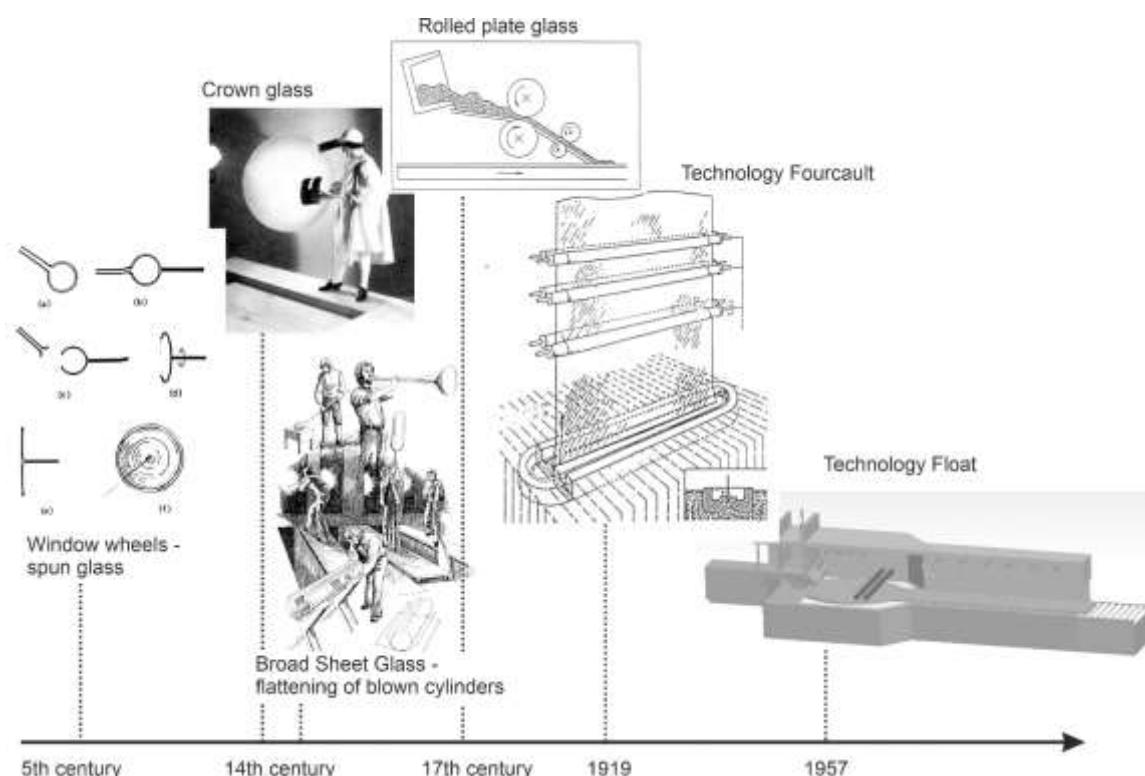 Rolled plate glass
Crown glass
Technology Fourcault
(a)
(b)
(c)
(d)
(e)
(f)
Technology Float
Window wheels -
spun glass
Broad Sheet Glass -
flattening of blown cylinders
5th century
14th century
17th century
1919
1957